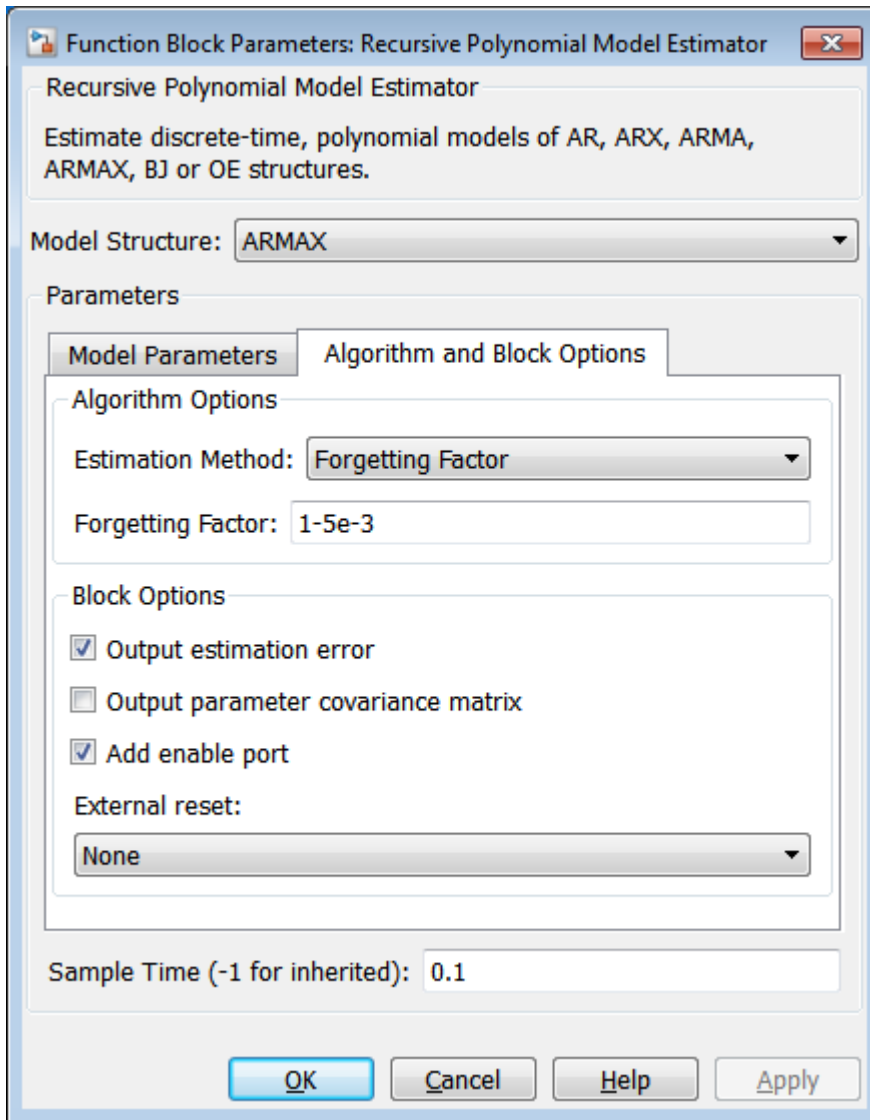 Function Block Parameters: Recursive Polynomial Model Estimator
Recursive Polynomial Model Estimator
Estimate discrete-time, polynomial models of AR, ARX, ARMA,
ARMAX, BJ or OE structures.
Model Structure: ARMAX
Parameters
Model Parameters Algorithm and Block Options
Algorithm Options
Estimation Method: Forgetting Factor
Forgetting Factor: 1-5e-3
Block Options
Output estimation error
Output parameter covariance matrix
Add enable port
External reset:
None
Sample Time (-1 for inherited): 0.1
OK Cancel Help Apply